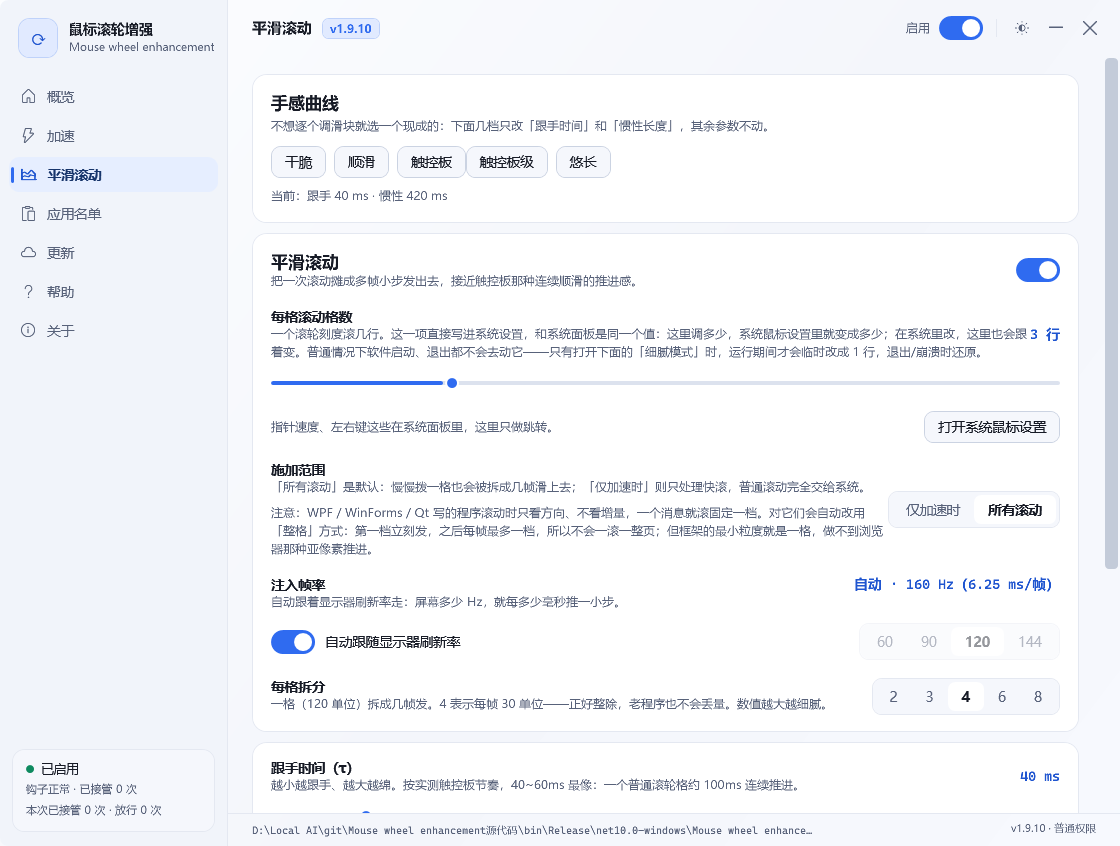 鼠标滚轮增强
Mouse wheel enhancement
概览
加速
平滑滚动
应用名单
更新
帮助
关于
已启用
钩子正常 · 已接管 0 次
本次已接管 0 次 · 放行 0 次
平滑滚动 v1.9.10
启用
手感曲线
不想逐个调滑块就选一个现成的：下面几档只改「跟手时间」和「惯性长度」，其余参数不动。
干脆 顺滑 触控板 触控板级 悠长
当前：跟手 40 ms · 惯性 420 ms
平滑滚动
把一次滚动摊成多帧小步发出去，接近触控板那种连续顺滑的推进感。
每格滚动格数
一个滚轮刻度滚几行。这一项直接写进系统设置，和系统面板是同一个值：这里调多少，系统鼠标设置里就变成多少；在系统里改，这里也会跟
着变。普通情况下软件启动、退出都不会去动它——只有打开下面的「细腻模式」时，运行期间才会临时改成 1 行，退出/崩溃时还原。
3 行
指针速度、左右键这些在系统面板里，这里只做跳转。
打开系统鼠标设置
施加范围
「所有滚动」是默认：慢慢拨一格也会被拆成几帧滑上去；「仅加速时」则只处理快滚，普通滚动完全交给系统。
注意：WPF / WinForms / Qt 写的程序滚动时只看方向、不看增量，一个消息就滚固定一档。对它们会自动改用
「整格」方式：第一档立刻发，之后每帧最多一档，所以不会一滚一整页；但框架的最小粒度就是一格，做不到浏览
器那种亚像素推进。
仅加速时 所有滚动
注入帧率
自动跟着显示器刷新率走：屏幕多少 Hz，就每多少毫秒推一小步。
自动 · 160 Hz (6.25 ms/帧)
自动跟随显示器刷新率
60 90 120 144
每格拆分
一格（120 单位）拆成几帧发。4 表示每帧 30 单位——正好整除，老程序也不会丢量。数值越大越细腻。
2 3 4 6 8
跟手时间（τ）
越小越跟手、越大越绵。按实测触控板节奏，40~60ms 最像：一个普通滚轮格约 100ms 连续推进。
40 ms
D:\Local AI\git\Mouse wheel enhancement源代码\bin\Release\net10.0-windows\Mouse wheel enhance…
v1.9.10 · 普通权限